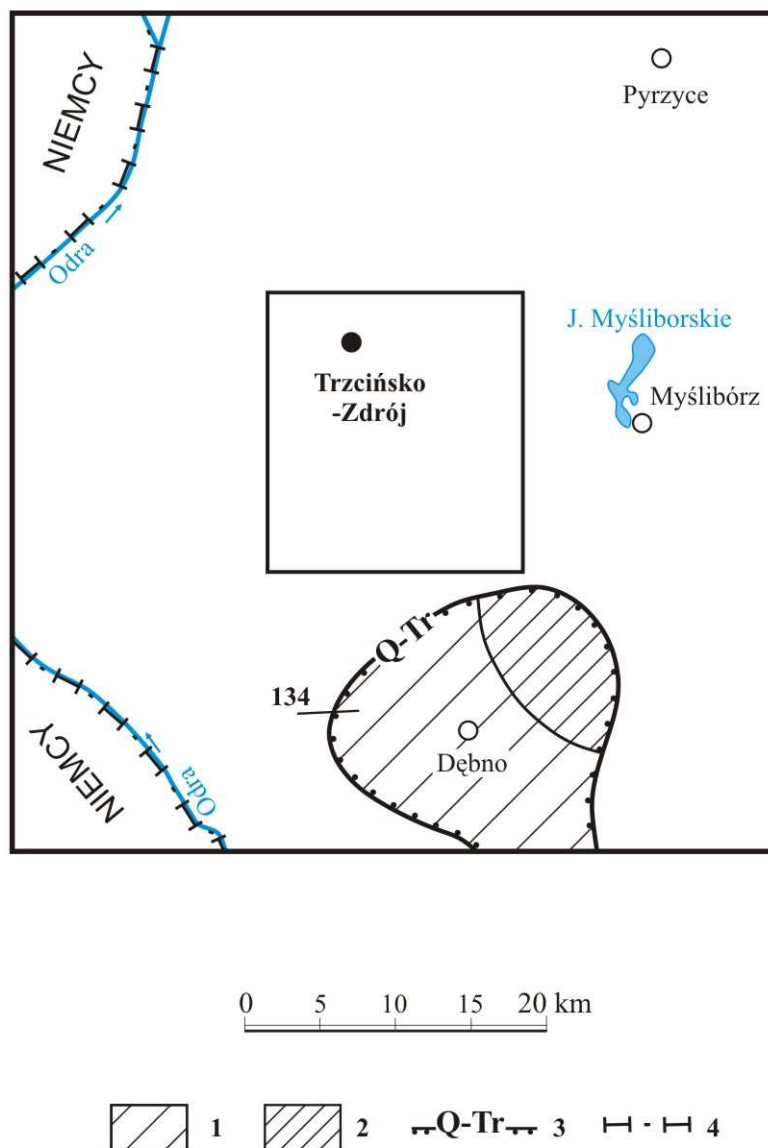 Pyrzyce
NIEMCY
Odra
J. Myśliborskie
Trzcińsko
-Zdrój
Myślibórz
Q-Tr
134
Dębno
NIEMCY
Odra
0 5 10 15 20 km
1 2 Q-Tr 3 4